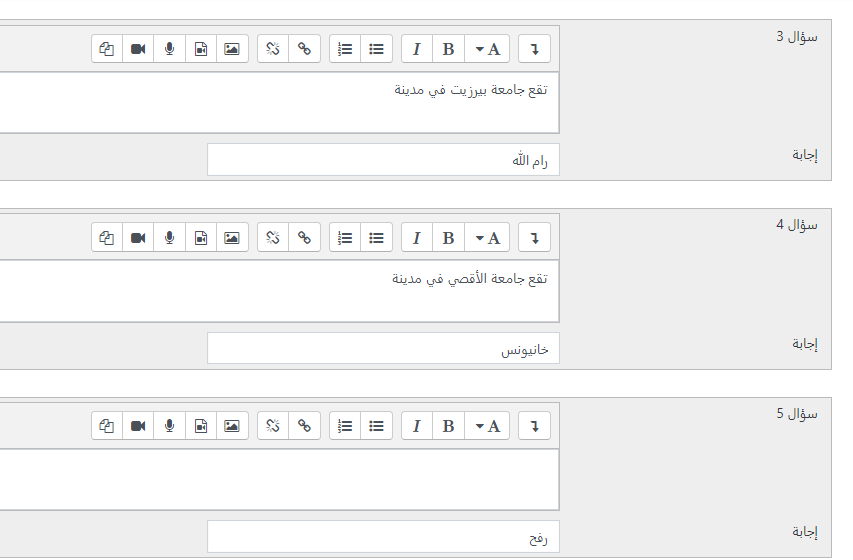 سؤال 3
A B I
تقع جامعة بيرزيت في مدينة
إجابة
رام الله
سؤال 4
A B I
تقع جامعة الأقصي في مدينة
إجابة
خانيونس
سؤال 5
A B I
إجابة
رفح